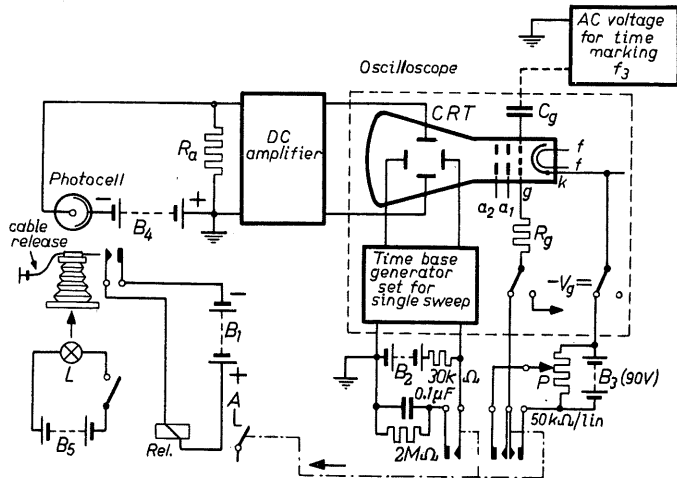 AC voltage
for time
marking
f3
Oscilloscope
CRT
Cg
DC
amplifier
Ra
Photocell
B4
cable
release
a2
a1
g
f
f
k
Rg
-Vg=
Time base
generator
set for
single sweep
B1
B2
30kΩ
0.1μF
2MΩ
P
B3(90V)
50kΩ/lin
L
B5
A
Rel.